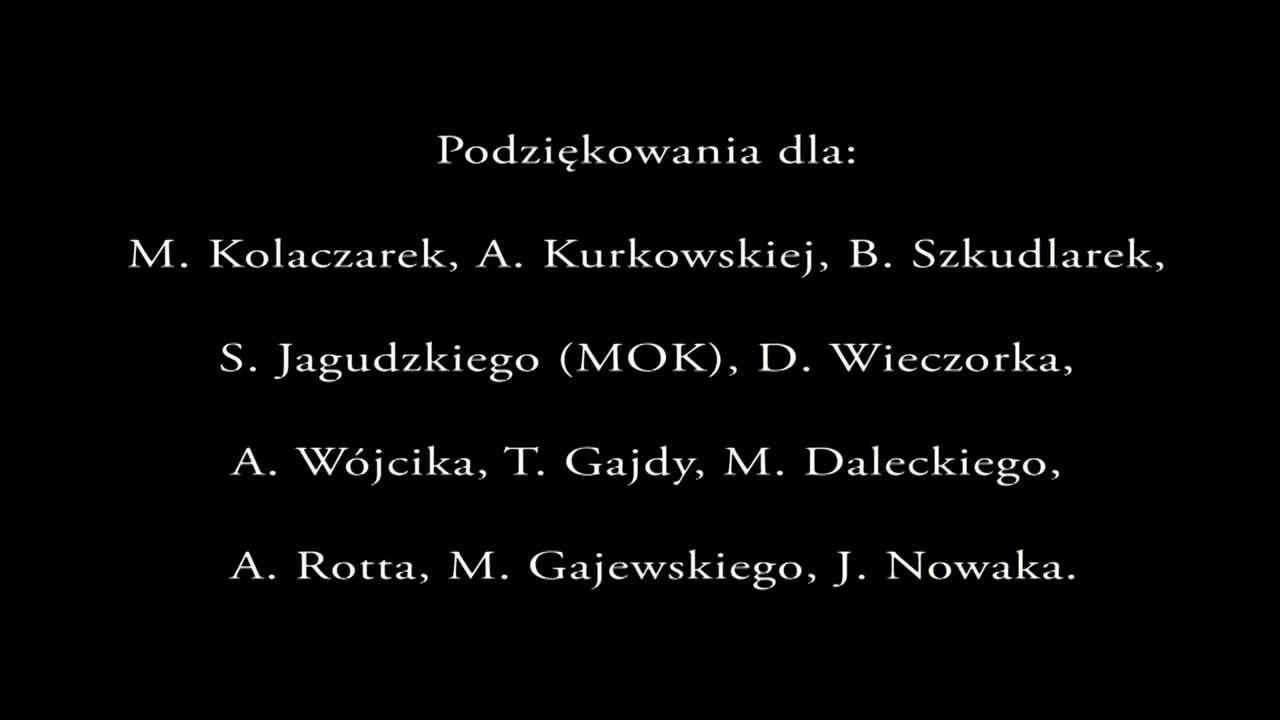 Podziękowania dla:
M. Kolaczarek, A. Kurkowskiej, B. Szkudlarek,
S. Jagudzkiego (MOK), D. Wieczorka,
A. Wójcika, T. Gajdy, M. Daleckiego,
A. Rotta, M. Gajewskiego, J. Nowaka.